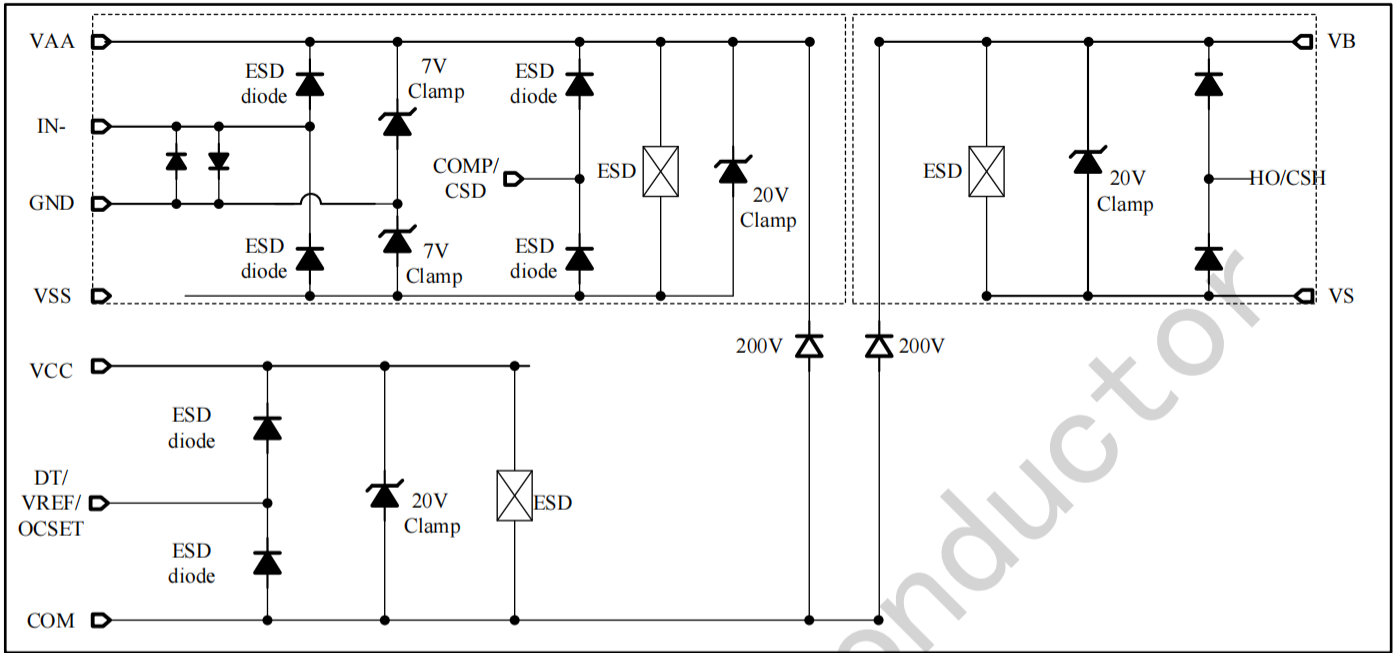 VAA
ESD
diode
7V
Clamp
ESD
diode
VB
IN-
COMP/
CSD
ESD
20V
Clamp
ESD
20V
Clamp
HO/CSH
GND
ESD
diode
7V
Clamp
ESD
diode
VSS
VS
200V
200V
VCC
ESD
diode
DT/
VREF/
OCSET
20V
Clamp
ESD
ESD
diode
COM
onductor